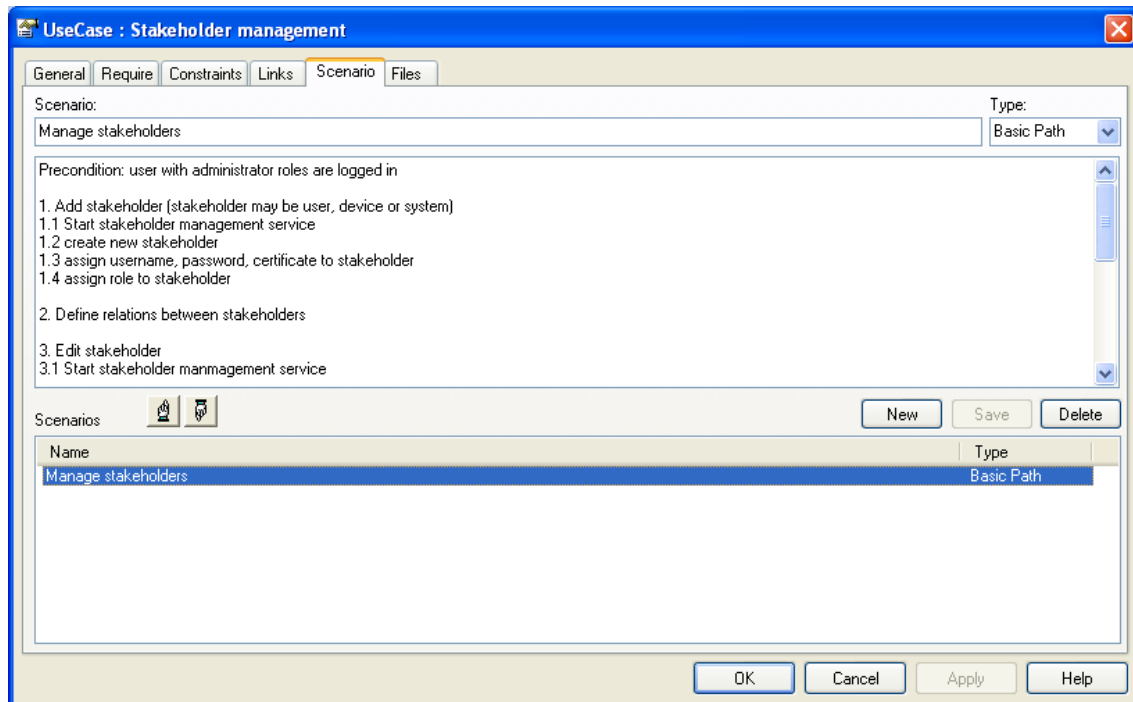 UseCase : Stakeholder management
General Require Constraints Links Scenario Files
Scenario: Type:
Manage stakeholders Basic Path
Precondition: user with administrator roles are logged in
1. Add stakeholder (stakeholder may be user, device or system)
1.1 Start stakeholder management service
1.2 create new stakeholder
1.3 assign username, password, certificate to stakeholder
1.4 assign role to stakeholder
2. Define relations between stakeholders
3. Edit stakeholder
3.1 Start stakeholder manmagement service
Scenarios New Save Delete
Name Type
Manage stakeholders Basic Path
OK Cancel Apply Help